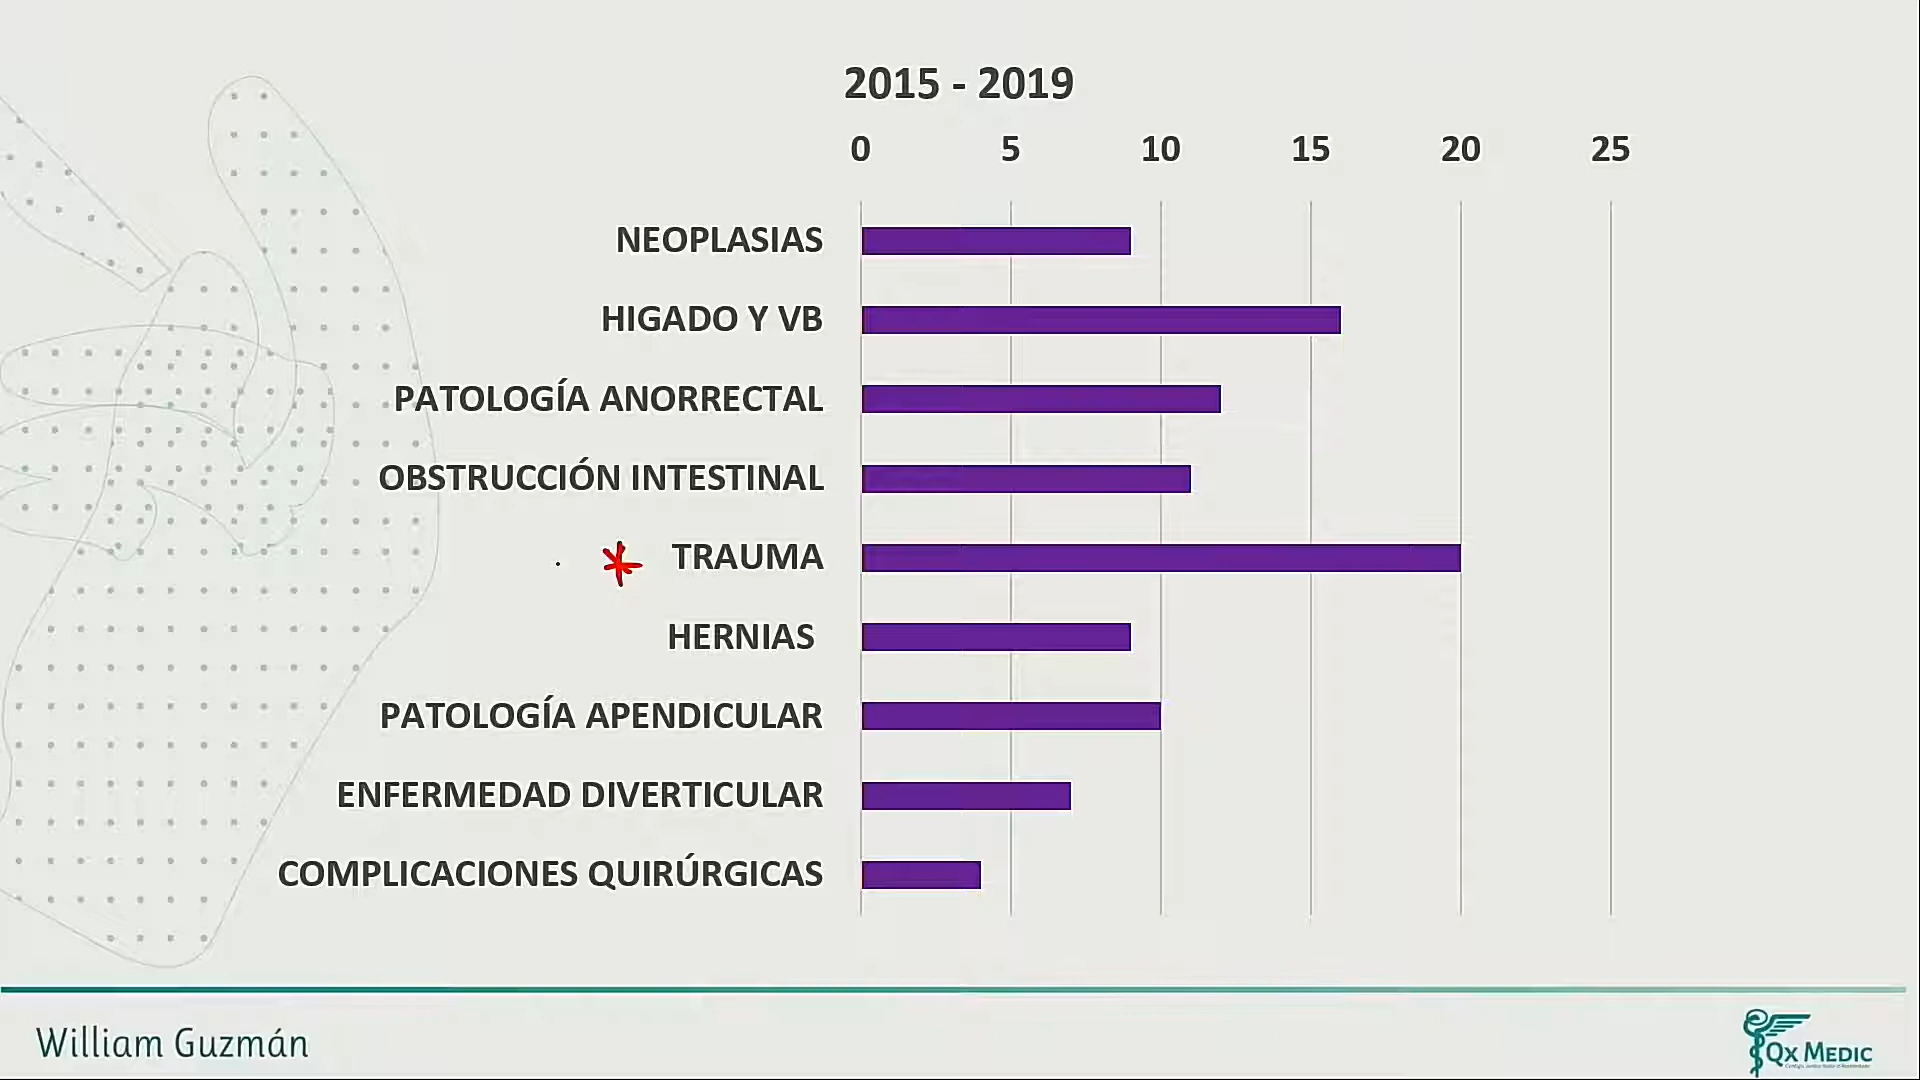 2015 - 2019
0 5 10 15 20 25
NEOPLASIAS
HIGADO Y VB
PATOLOGÍA ANORRECTAL
OBSTRUCCIÓN INTESTINAL
TRAUMA
HERNIAS
PATOLOGÍA APENDICULAR
ENFERMEDAD DIVERTICULAR
COMPLICACIONES QUIRÚRGICAS
William Guzmán
QX MEDIC